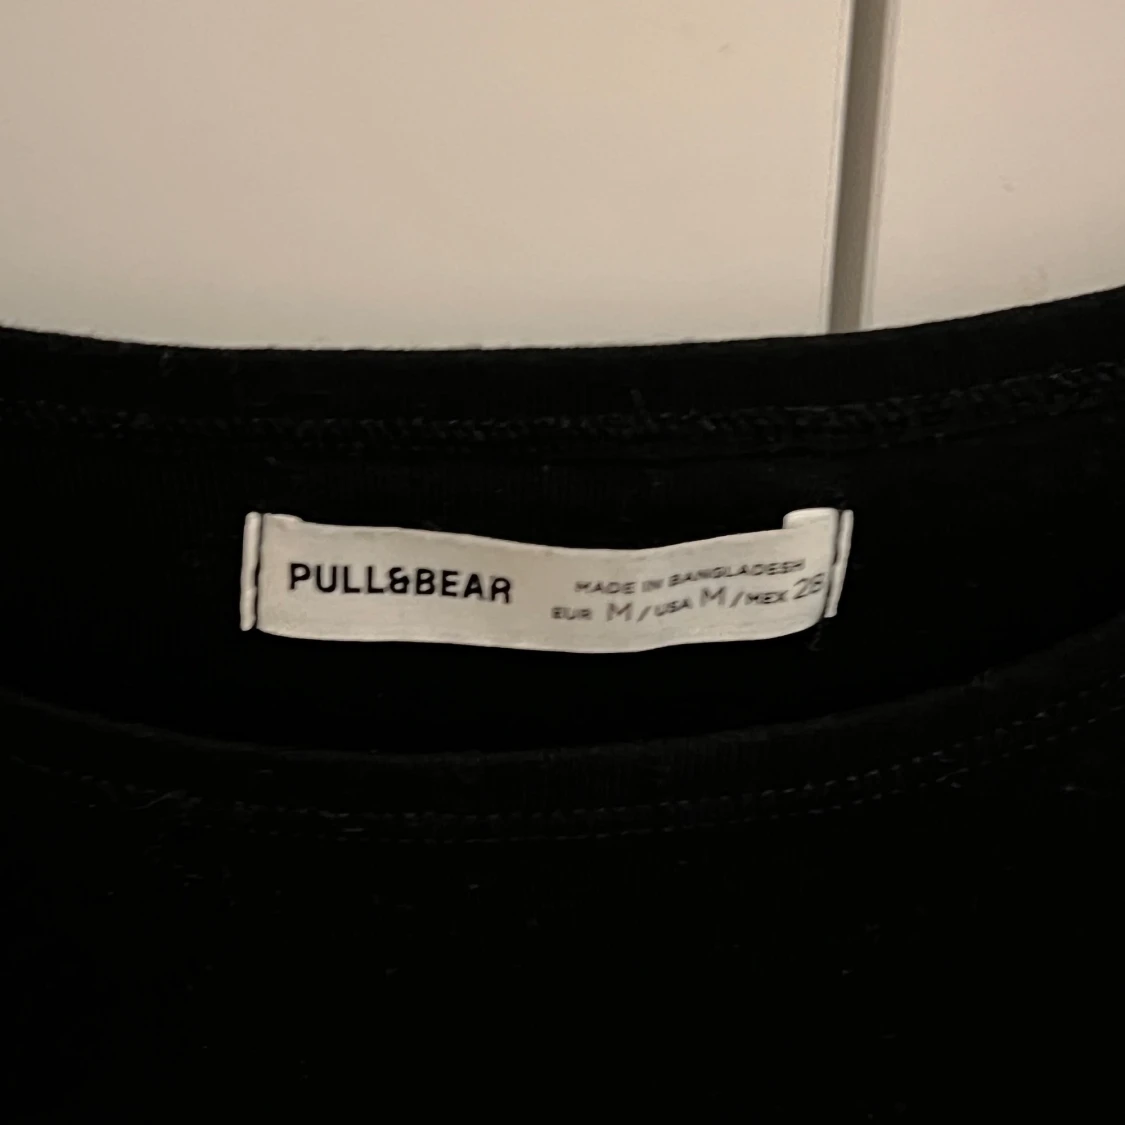 PULL&BEAR
MADE IN BANGLADESH
EUR M/USA M/MEX 28